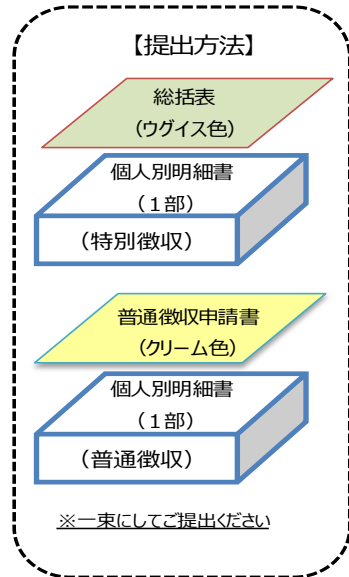 【提出方法】
総括表
（ウグイス色）
個人別明細書
（１部）
（特別徴収）
普通徴収申請書
（クリーム色）
個人別明細書
（１部）
（普通徴収）
※一束にしてご提出ください